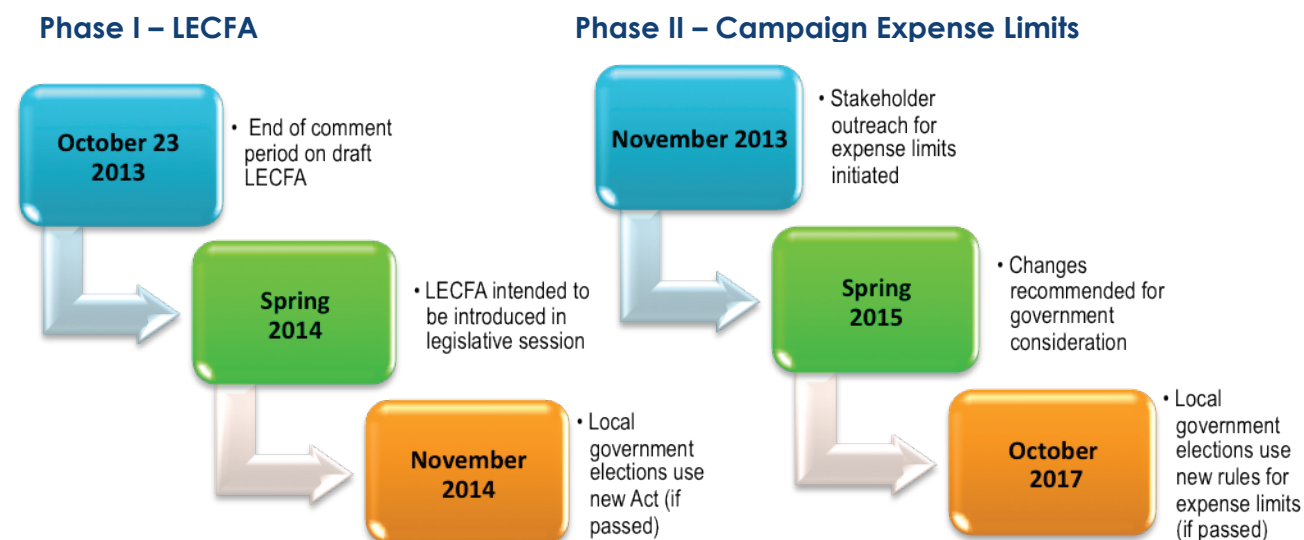 Phase I – LECFA
October 23
2013
• End of comment
period on draft
LECFA
Spring
2014
• LECFA intended to
be introduced in
legislative session
November
2014
• Local
government
elections use
new Act (if
passed)
Phase II – Campaign Expense Limits
November 2013
• Stakeholder
outreach for
expense limits
initiated
Spring
2015
• Changes
recommended for
government
consideration
October
2017
• Local
government
elections use
new rules for
expense limits
(if passed)